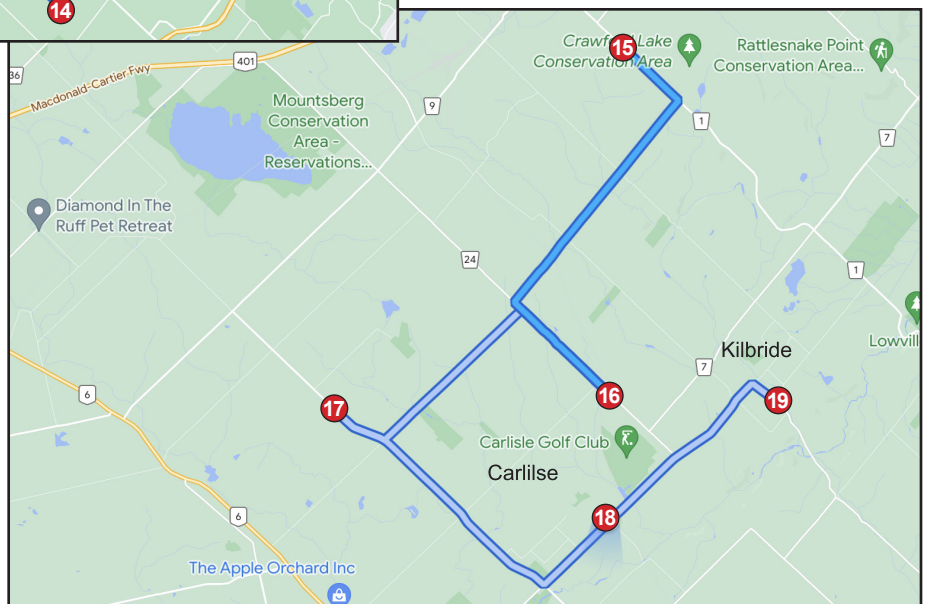 14
15
Crawford Lake
Conservation Area
Rattlesnake Point
Conservation Area...
36
Macdonald-Cartier Fwy
401
9
1
7
Mountsberg
Conservation
Area -
Reservations...
Diamond In The
Ruff Pet Retreat
24
1
Lowvill
Kilbride
7
6
16
17
19
Carlisle Golf Club
Carlilse
18
6
The Apple Orchard Inc